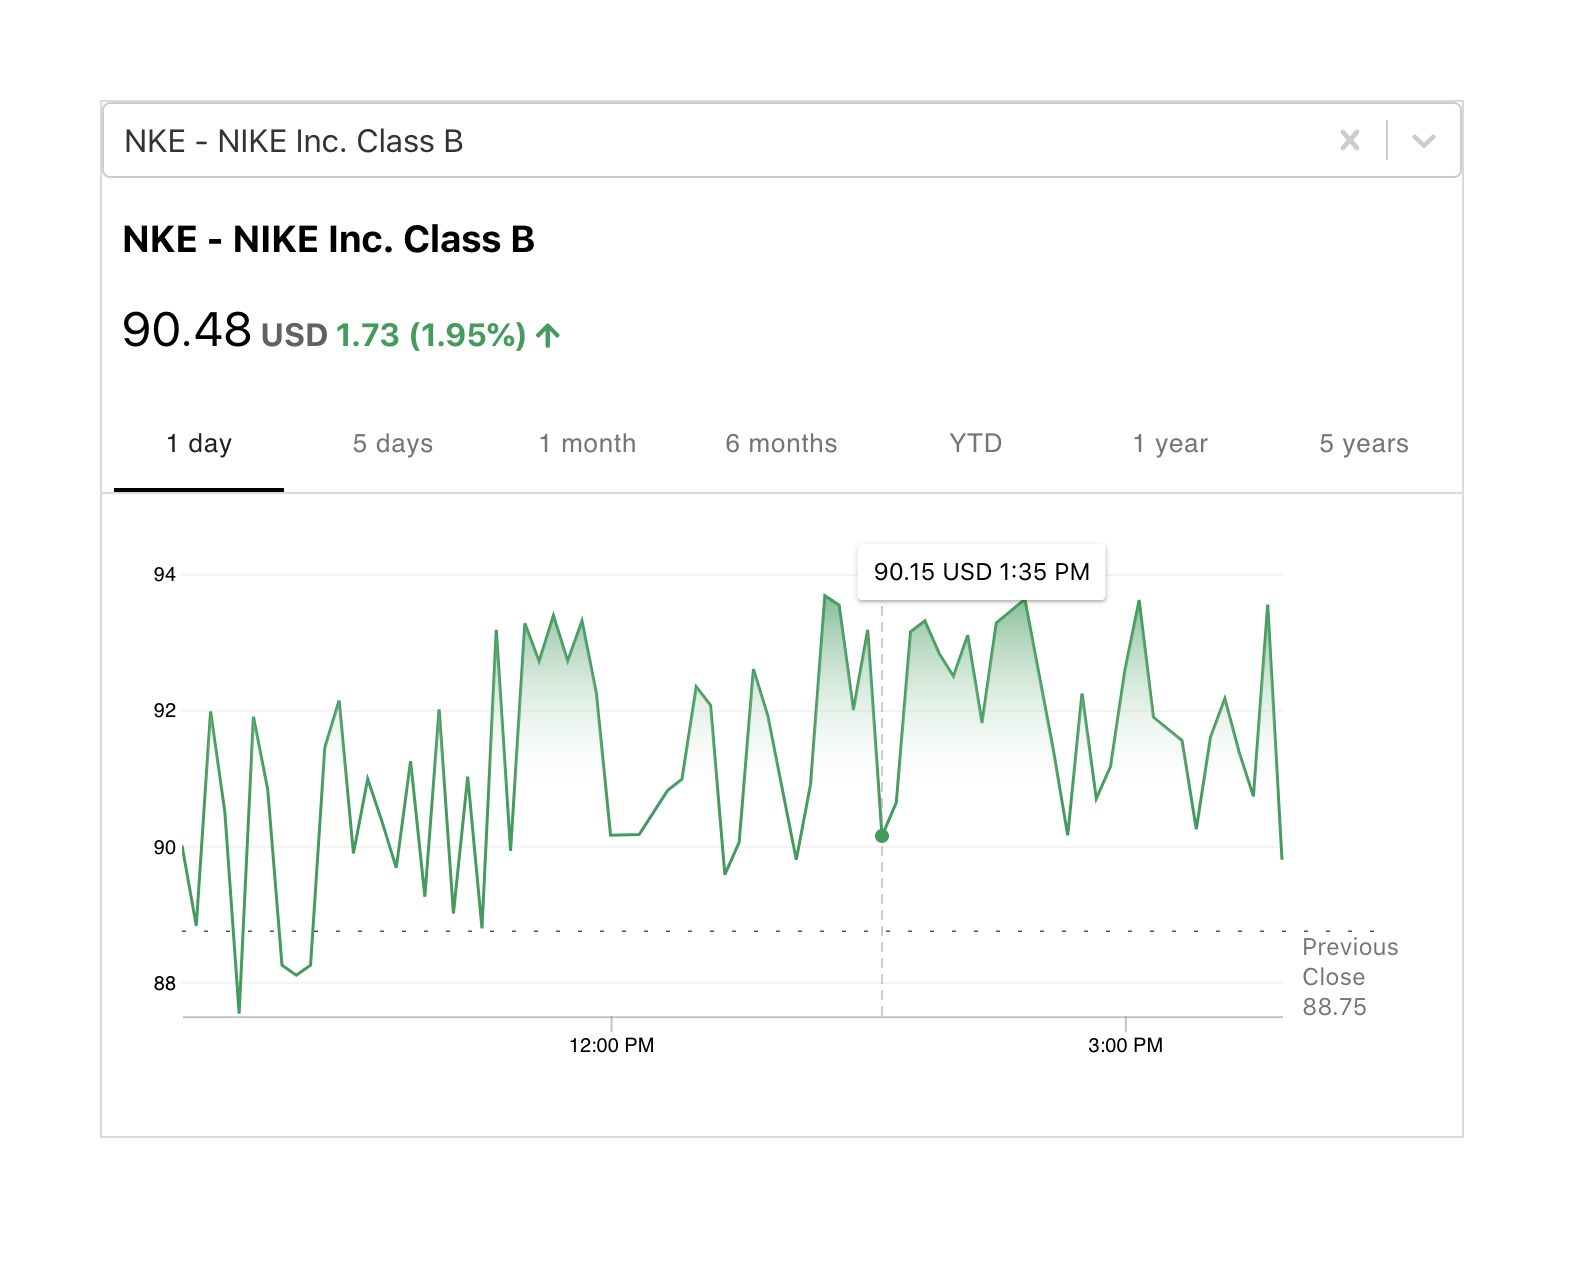 NKE - NIKE Inc. Class B
NKE - NIKE Inc. Class B
90.48 USD 1.73 (1.95%) ↑
1 day 5 days 1 month 6 months YTD 1 year 5 years
90.15 USD 1:35 PM
94
92
90
88
Previous
Close
88.75
12:00 PM 3:00 PM